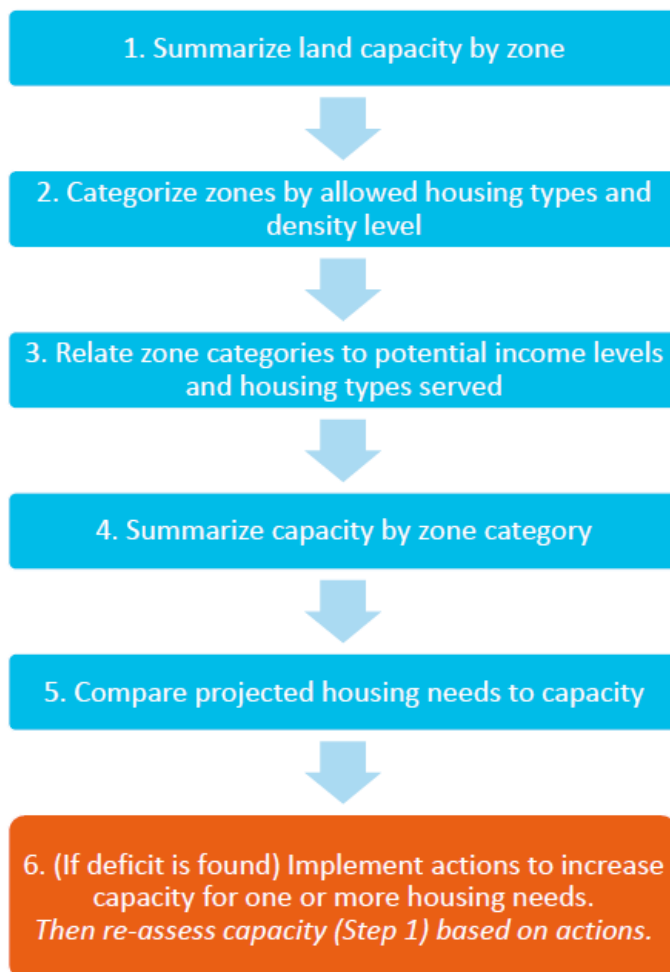 1. Summarize land capacity by zone
2. Categorize zones by allowed housing types and
density level
3. Relate zone categories to potential income levels
and housing types served
4. Summarize capacity by zone category
5. Compare projected housing needs to capacity
6. (If deficit is found) Implement actions to increase
capacity for one or more housing needs.
Then re-assess capacity (Step 1) based on actions.